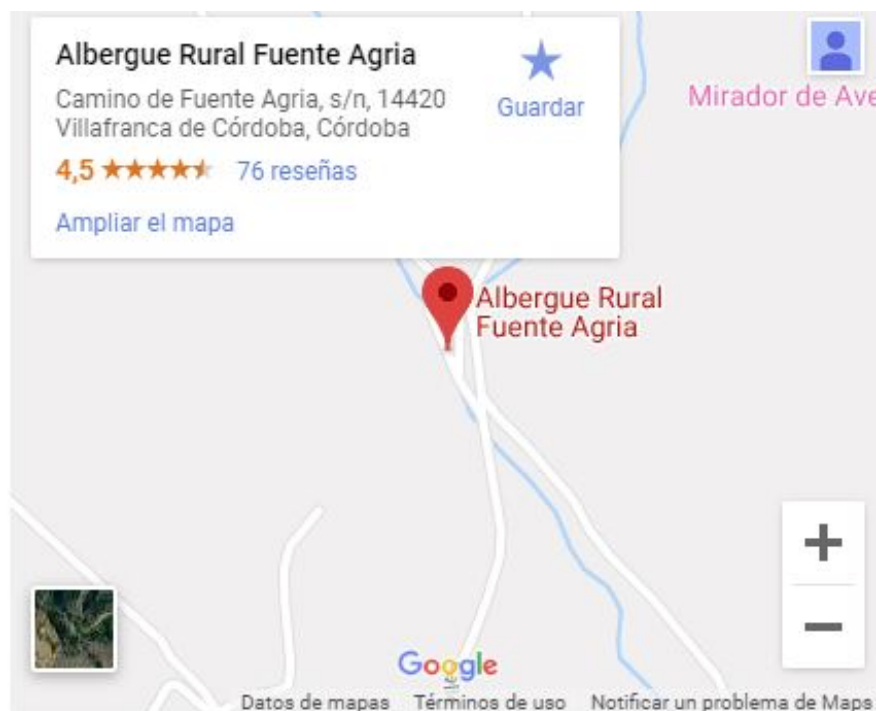 Albergue Rural Fuente Agria
Camino de Fuente Agria, s/n, 14420
Villafranca de Córdoba, Córdoba
4,5 76 reseñas
Guardar
Ampliar el mapa
Mirador de Ave
Albergue Rural
Fuente Agria
Google
Datos de mapas Términos de uso Notificar un problema de Maps